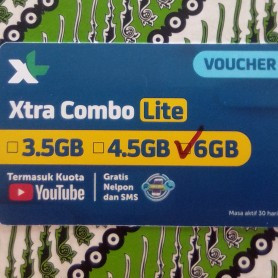 VOUCHER
XL
Xtra Combo Lite
3.5GB 4.5GB 6GB
Termasuk Kuota
YouTube
Gratis
Nelpon
dan SMS
Masa aktif 30 hari